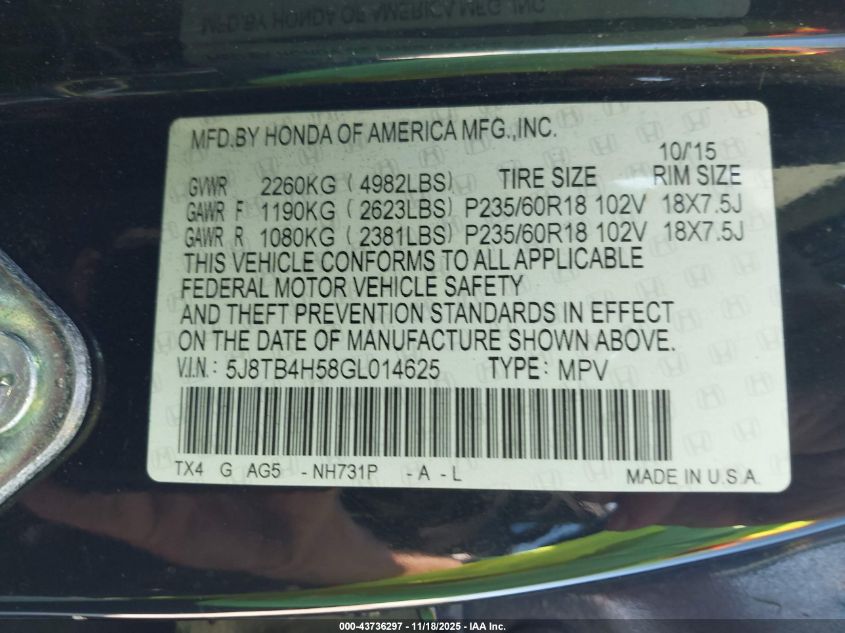 MFD.BY HONDA OF AMERICA MFG.,INC.
10/'15
GVWR 2260KG ( 4982LBS) TIRE SIZE RIM SIZE
GAWR F 1190KG ( 2623LBS) P235/60R18 102V 18X7.5J
GAWR R 1080KG ( 2381LBS) P235/60R18 102V 18X7.5J
THIS VEHICLE CONFORMS TO ALL APPLICABLE
FEDERAL MOTOR VEHICLE SAFETY
AND THEFT PREVENTION STANDARDS IN EFFECT
ON THE DATE OF MANUFACTURE SHOWN ABOVE.
V.I.N.: 5J8TB4H58GL014625 TYPE: MPV
TX4 G AG5 -NH731P -A -L MADE IN U.S.A.
000-43736297 - 11/18/2025 - IAA Inc.